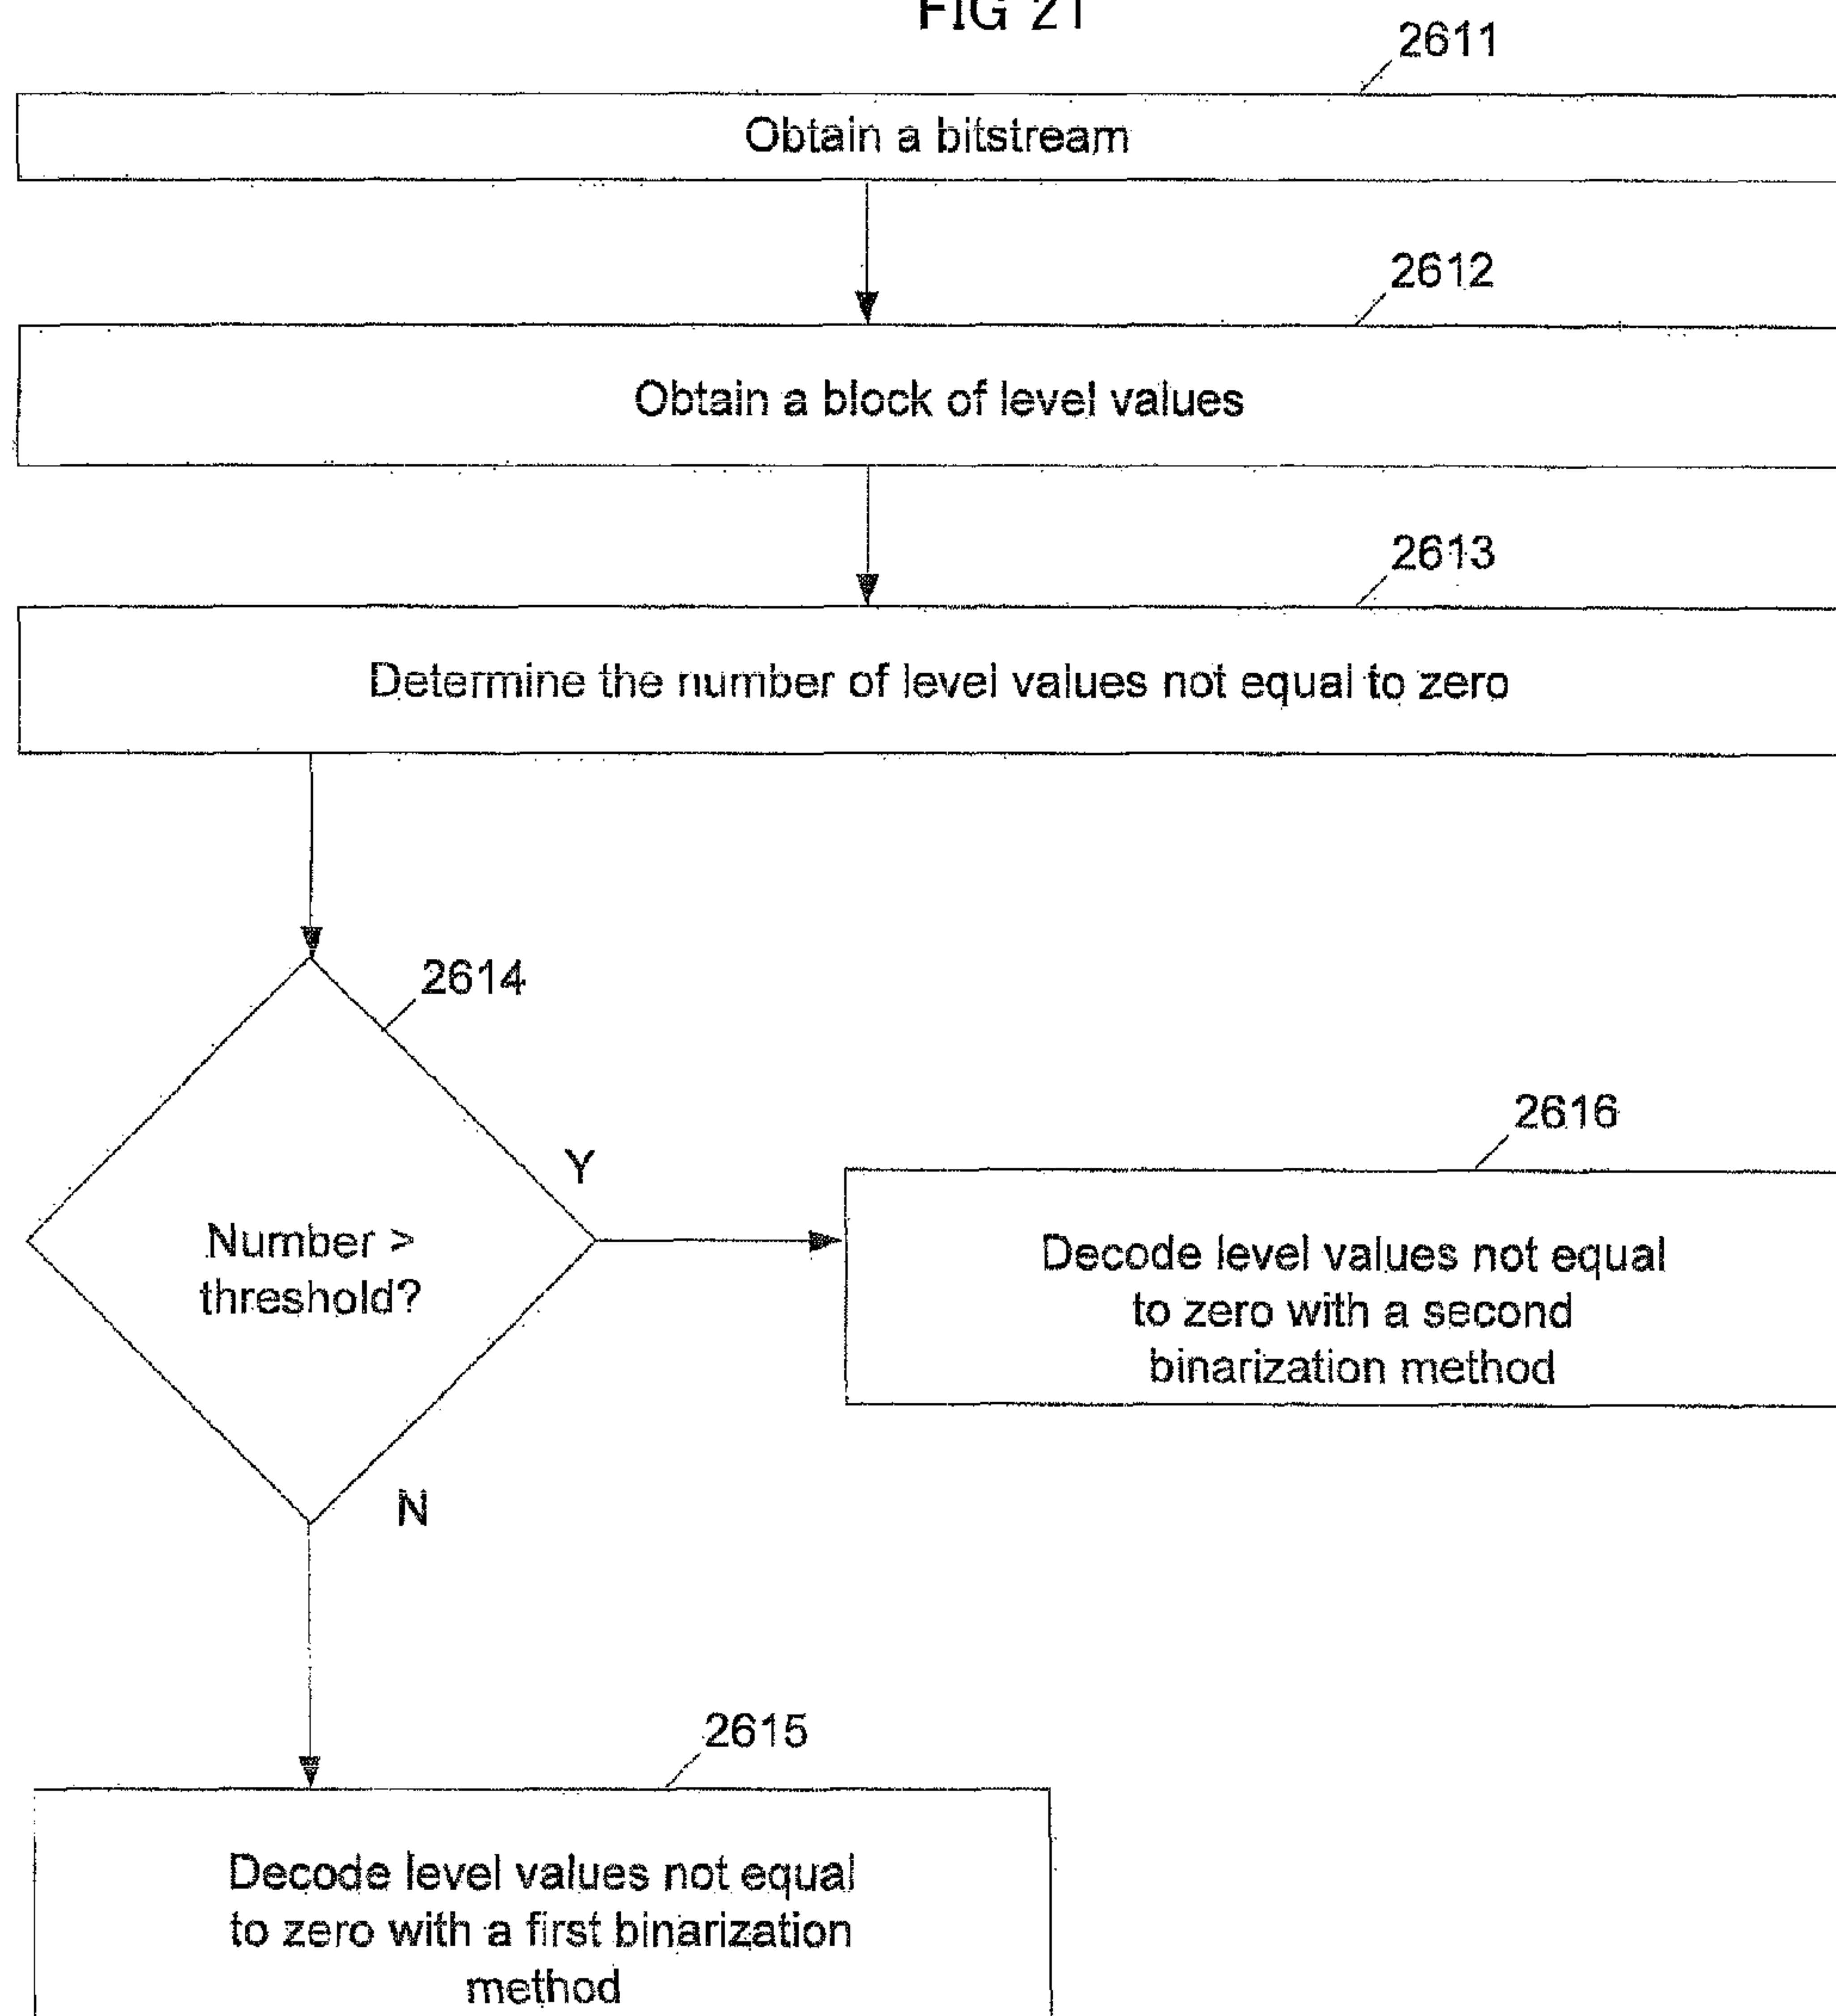 FIG 21
2611
Obtain a bitstream
2612
Obtain a block of level values
2613
Determine the number of level values not equal to zero
2614
Number >
threshold?
Y
2616
Decode level values not equal
to zero with a second
binarization method
N
2615
Decode level values not equal
to zero with a first binarization
method